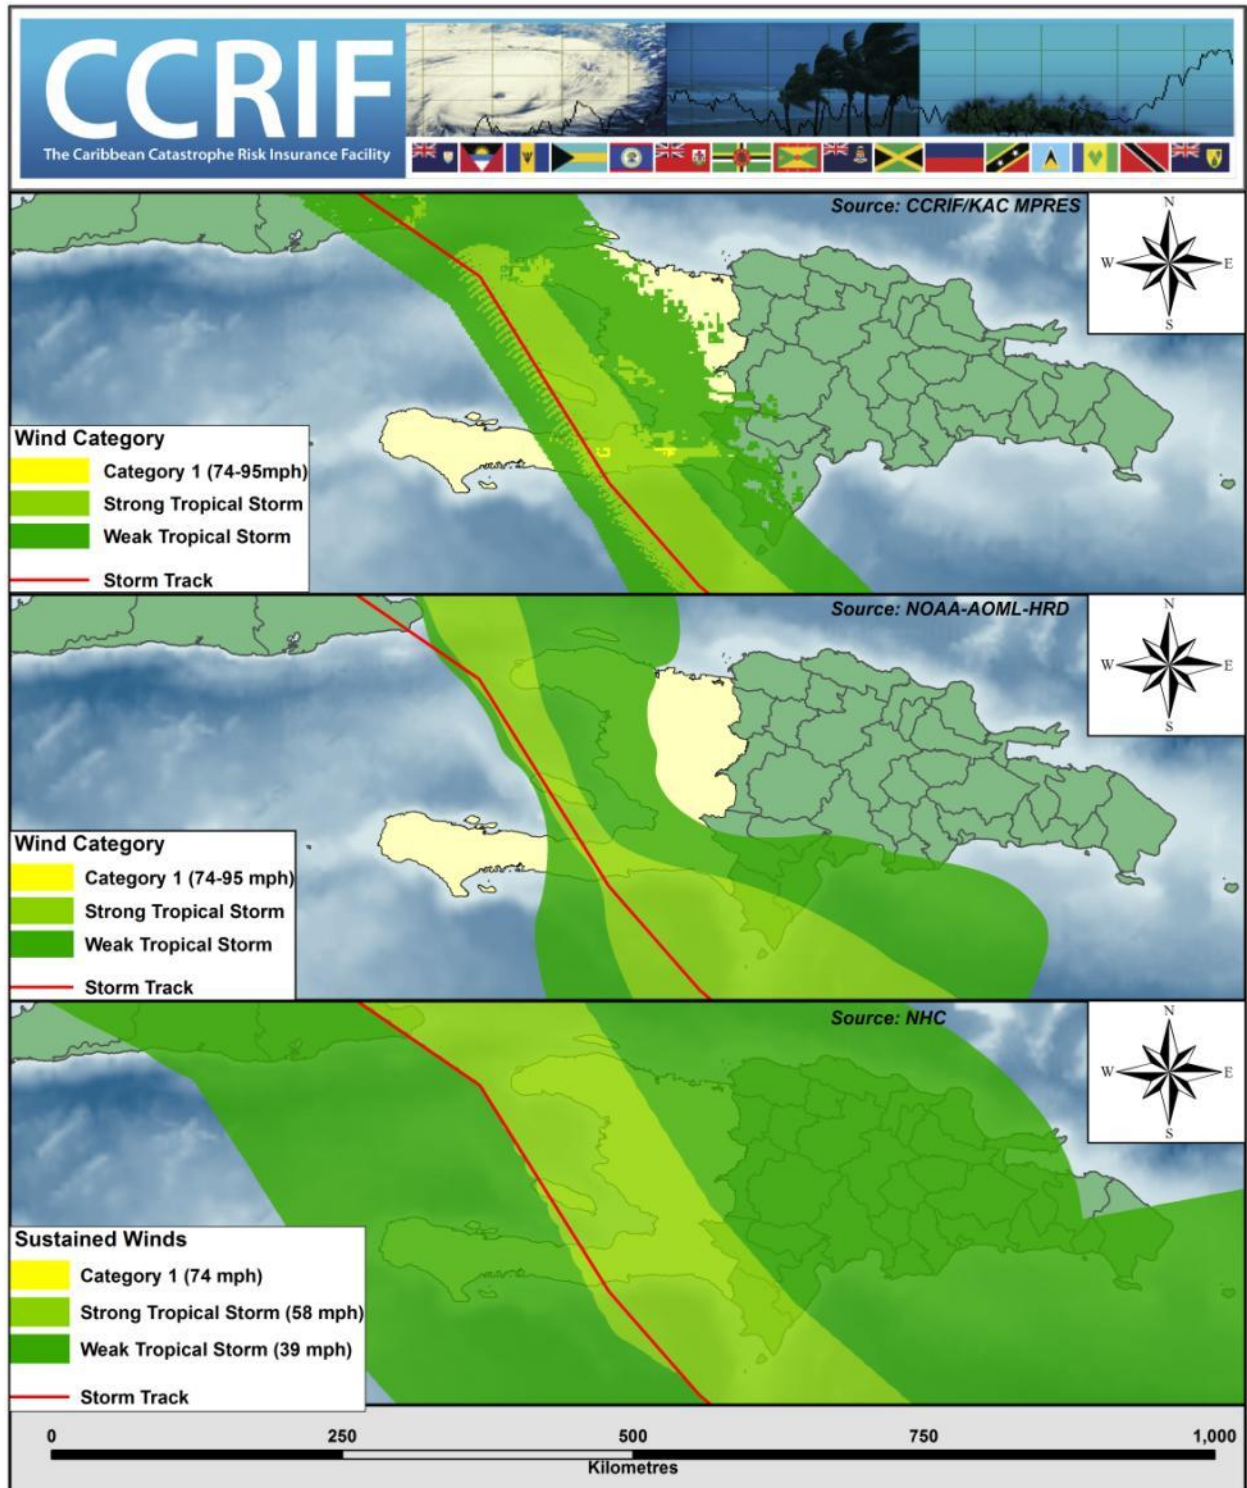 CCRIF
The Caribbean Catastrophe Risk Insurance Facility
Source: CCRIF/KAC MPRES
N
W
E
S
Wind Category
Category 1 (74-95mph)
Strong Tropical Storm
Weak Tropical Storm
Storm Track
Source: NOAA-AOML-HRD
N
W
E
S
Wind Category
Category 1 (74-95 mph)
Strong Tropical Storm
Weak Tropical Storm
Storm Track
Source: NHC
N
W
E
S
Sustained Winds
Category 1 (74 mph)
Strong Tropical Storm (58 mph)
Weak Tropical Storm (39 mph)
Storm Track
0 250 500 750 1,000
Kilometres